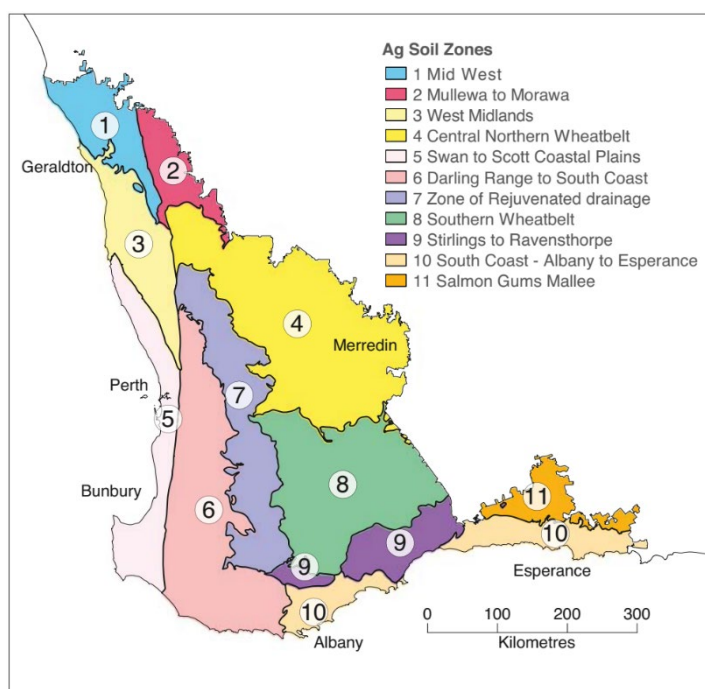 Ag Soil Zones
1 Mid West
2 Mullewa to Morawa
3 West Midlands
4 Central Northern Wheatbelt
5 Swan to Scott Coastal Plains
6 Darling Range to South Coast
7 Zone of Rejuvenated drainage
8 Southern Wheatbelt
9 Stirlings to Ravensthorpe
10 South Coast - Albany to Esperance
11 Salmon Gums Mallee
1
Geraldton
2
3
4
Merredin
Perth
7
5
Bunbury
8
6
11
9
10
9
Esperance
10
Albany
0 100 200 300
Kilometres